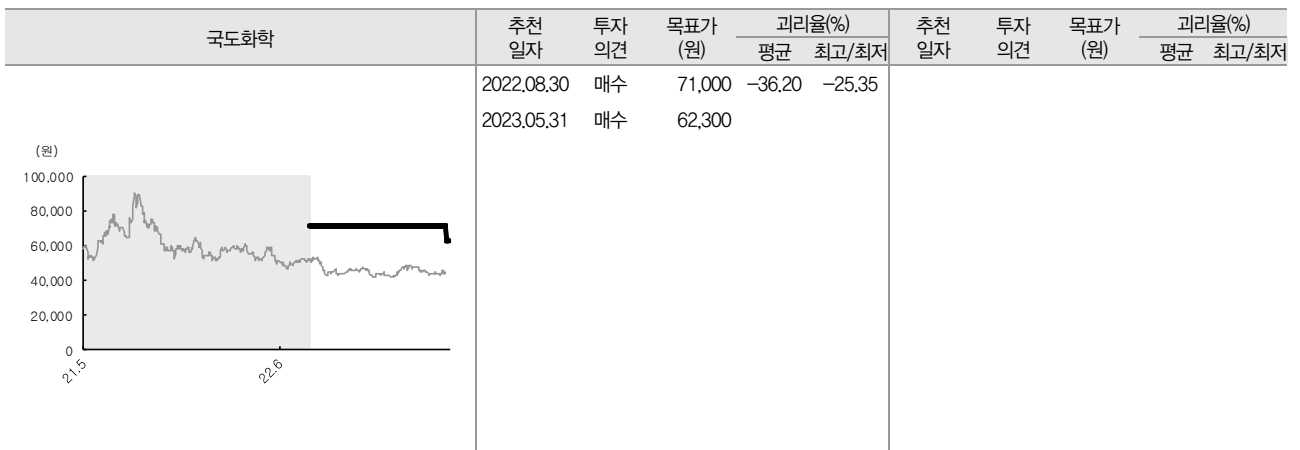 국도화학
추천
일자
투자
의견
목표가
(원)
괴리율(%)
평균 최고/최저
추천
일자
투자
의견
목표가
(원)
괴리율(%)
평균 최고/최저
2022.08.30 매수 71,000 -36.20 -25.35
2023.05.31 매수 62,300
(원)
100,000
80,000
60,000
40,000
20,000
0
21.5
22.6